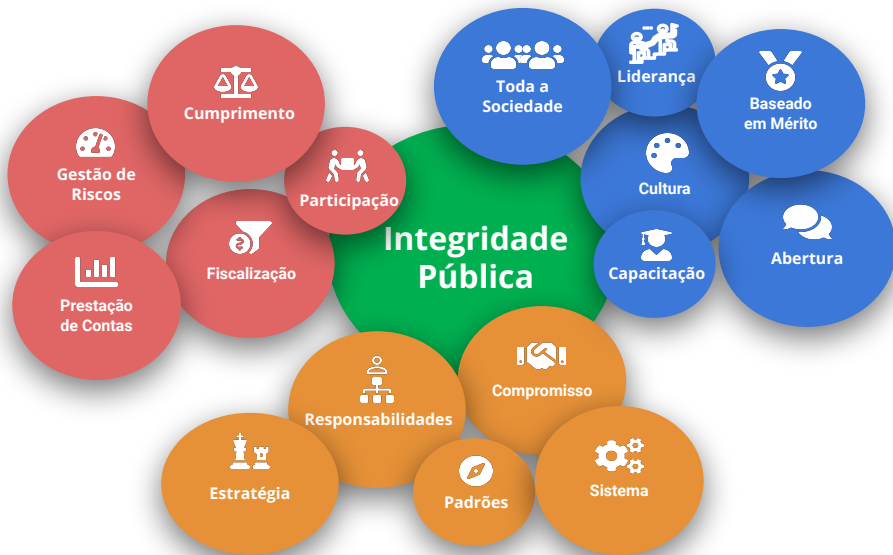 Toda a
Sociedade
Liderança
Baseado
em Mérito
Cumprimento
Gestão de
Riscos
Participação
Cultura
Integridade
Pública
Fiscalização
Capacitação
Abertura
Prestação
de Contas
Responsabilidades
Compromisso
Estratégia
Padrões
Sistema